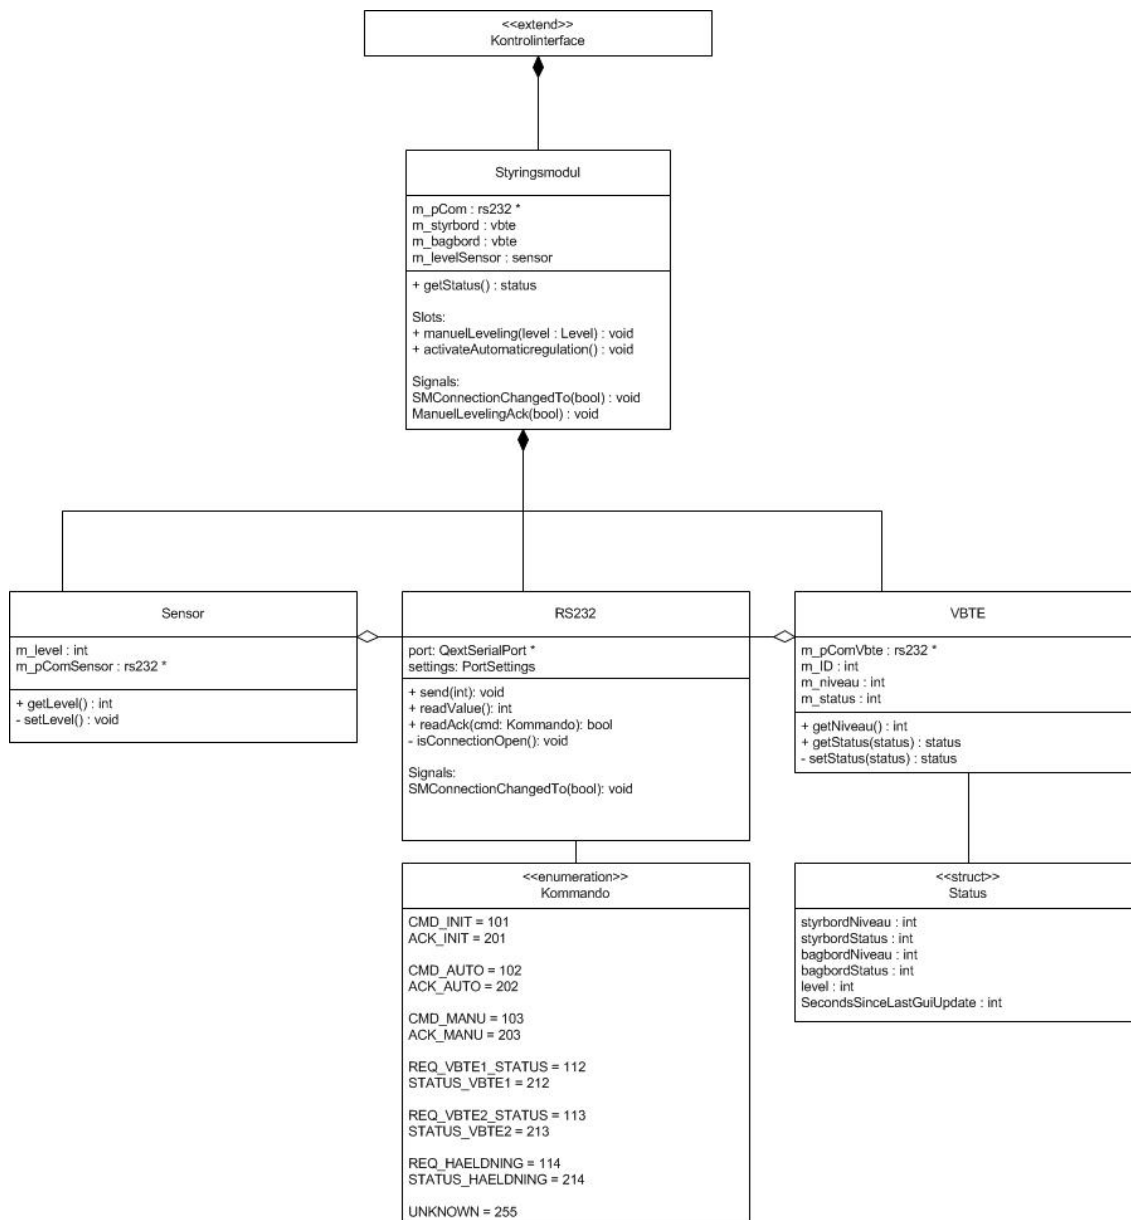 <<extend>>
Kontrolinterface
Styringsmodul
m_pCom : rs232 *
m_styrbord : vbte
m_bagbord : vbte
m_levelSensor : sensor
+ getStatus() : status
Slots:
+ manuelLeveling(level : Level) : void
+ activateAutomaticregulation() : void
Signals:
SMConnectionChangedTo(bool) : void
ManuelLevelingAck(bool) : void
Sensor
m_level : int
m_pComSensor : rs232 *
+ getLevel() : int
- setLevel() : void
RS232
port: QextSerialPort *
settings: PortSettings
+ send(int): void
+ readValue(): int
+ readAck(cmd: Kommando): bool
- isConnectionOpen(): void
Signals:
SMConnectionChangedTo(bool): void
VBTE
m_pComVbte : rs232 *
m_ID : int
m_niveau : int
m_status : int
+ getNiveau() : int
+ getStatus(status) : status
- setStatus(status) : status
<<enumeration>>
Kommando
CMD_INIT = 101
ACK_INIT = 201
CMD_AUTO = 102
ACK_AUTO = 202
CMD_MANU = 103
ACK_MANU = 203
REQ_VBTE1_STATUS = 112
STATUS_VBTE1 = 212
REQ_VBTE2_STATUS = 113
STATUS_VBTE2 = 213
REQ_HAELDNING = 114
STATUS_HAELDNING = 214
UNKNOWN = 255
<<struct>>
Status
styrbordNiveau : int
styrbordStatus : int
bagbordNiveau : int
bagbordStatus : int
level : int
SecondsSinceLastGuiUpdate : int